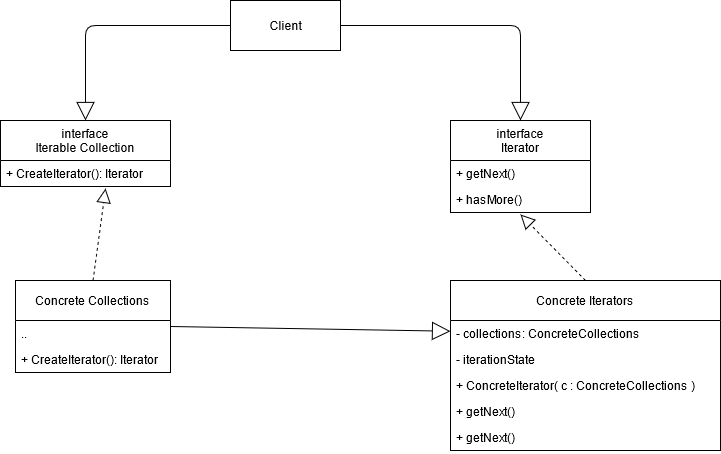 Client
interface
Iterable Collection
+ CreateIterator(): Iterator
interface
Iterator
+ getNext()
+ hasMore()
Concrete Collections
..
+ CreateIterator(): Iterator
Concrete Iterators
- collections: ConcreteCollections
- iterationState
+ ConcreteIterator( c : ConcreteCollections )
+ getNext()
+ getNext()